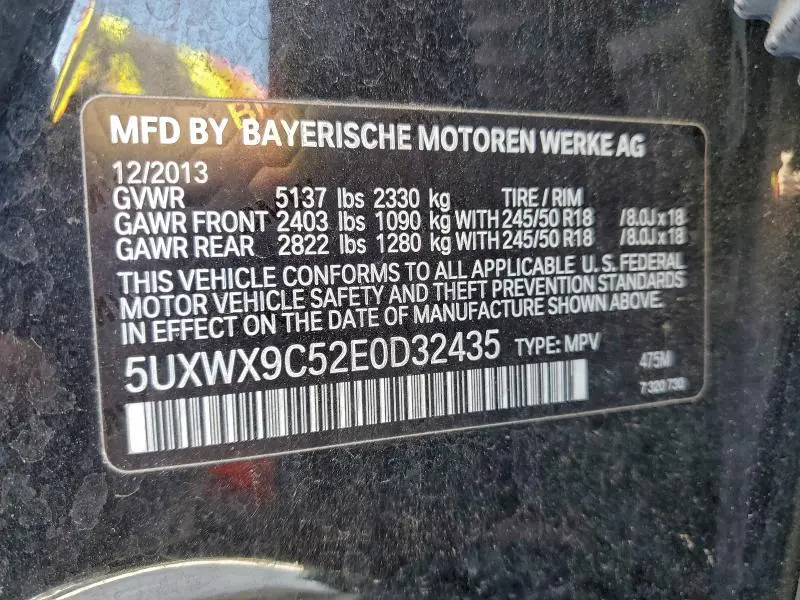 MFD BY BAYERISCHE MOTOREN WERKE AG
12/2013
GVWR 5137 lbs 2330 kg TIRE / RIM
GAWR FRONT 2403 lbs 1090 kg WITH 245/50 R18 / 8.0J x 18
GAWR REAR 2822 lbs 1280 kg WITH 245/50 R18 / 8.0J x 18
THIS VEHICLE CONFORMS TO ALL APPLICABLE U.S. FEDERAL
MOTOR VEHICLE SAFETY AND THEFT PREVENTION STANDARDS
IN EFFECT ON THE DATE OF MANUFACTURE SHOWN ABOVE.
5UXWX9C52E0D32435 TYPE: MPV
475M
7 320 730